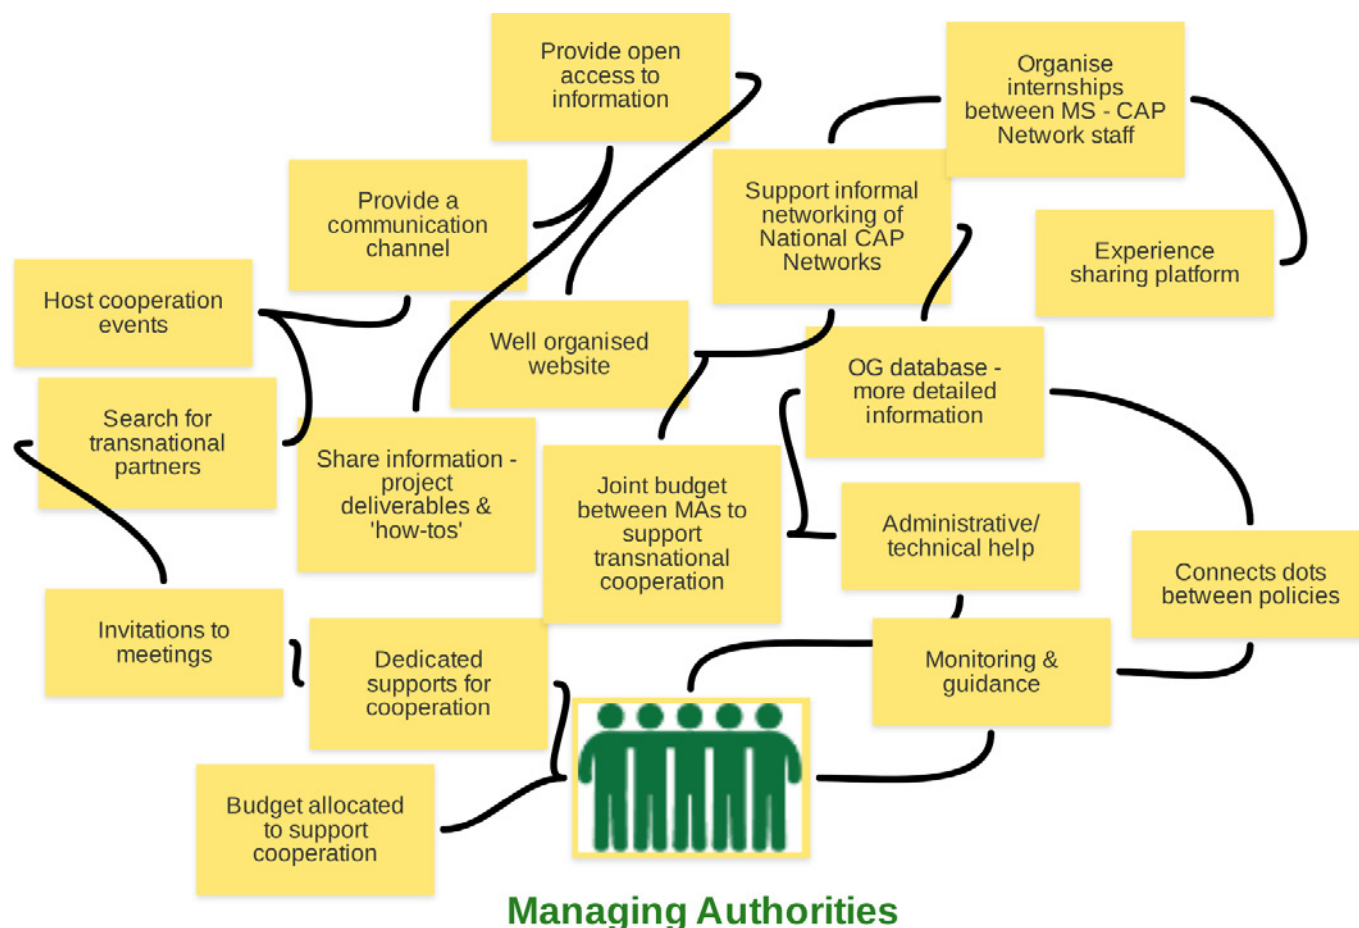 Provide open
access to
information
Organise
internships
between MS - CAP
Network staff
Provide a
communication
channel
Support informal
networking of
National CAP
Networks
Experience
sharing platform
Host cooperation
events
Well organised
website
OG database -
more detailed
information
Search for
transnational
partners
Share information -
project
deliverables &
'how-tos'
Joint budget
between MAs to
support
transnational
cooperation
Administrative/
technical help
Connects dots
between policies
Invitations to
meetings
Dedicated
supports for
cooperation
Monitoring &
guidance
Budget allocated
to support
cooperation
Managing Authorities